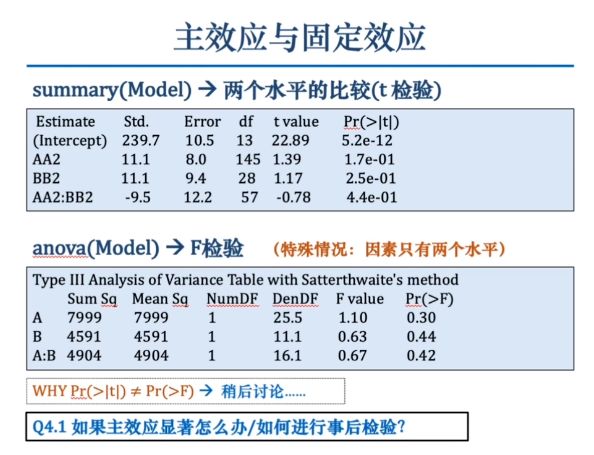 主效应与固定效应
summary(Model) → 两个水平的比较(t 检验)
Estimate Std. Error df t value Pr(>|t|)
(Intercept) 239.7 10.5 13 22.89 5.2e-12
AA2 11.1 8.0 145 1.39 1.7e-01
BB2 11.1 9.4 28 1.17 2.5e-01
AA2:BB2 -9.5 12.2 57 -0.78 4.4e-01
anova(Model) → F检验 （特殊情况：因素只有两个水平）
Type III Analysis of Variance Table with Satterthwaite's method
Sum Sq Mean Sq NumDF DenDF F value Pr(>F)
A 7999 7999 1 25.5 1.10 0.30
B 4591 4591 1 11.1 0.63 0.44
A:B 4904 4904 1 16.1 0.67 0.42
WHY Pr(>|t|) ≠ Pr(>F) → 稍后讨论……
Q4.1 如果主效应显著怎么办/如何进行事后检验？